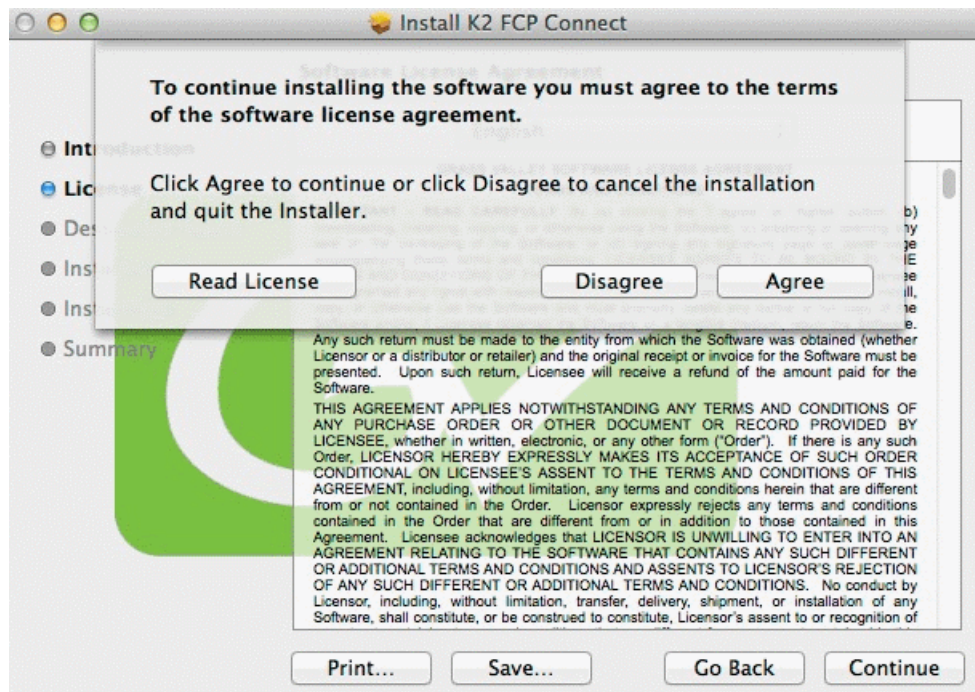 Install K2 FCP Connect
To continue installing the software you must agree to the terms
of the software license agreement.
Click Agree to continue or click Disagree to cancel the installation
and quit the Installer.
Read License
Disagree
Agree
Software License Agreement
English
Introduction
License
Des
Inst
Inst
Summary
Any such return must be made to the entity from which the Software was obtained (whether
Licensor or a distributor or retailer) and the original receipt or invoice for the Software must be
presented. Upon such return, Licensee will receive a refund of the amount paid for the
Software.
THIS AGREEMENT APPLIES NOTWITHSTANDING ANY TERMS AND CONDITIONS OF
ANY PURCHASE ORDER OR OTHER DOCUMENT OR RECORD PROVIDED BY
LICENSEE, whether in written, electronic, or any other form ("Order"). If there is any such
Order, LICENSOR HEREBY EXPRESSLY MAKES ITS ACCEPTANCE OF SUCH ORDER
CONDITIONAL ON LICENSEE'S ASSENT TO THE TERMS AND CONDITIONS OF THIS
AGREEMENT, including, without limitation, any terms and conditions herein that are different
from or not contained in the Order. Licensor expressly rejects any terms and conditions
contained in the Order that are different from or in addition to those contained in this
Agreement. Licensee acknowledges that LICENSOR IS UNWILLING TO ENTER INTO AN
AGREEMENT RELATING TO THE SOFTWARE THAT CONTAINS ANY SUCH DIFFERENT
OR ADDITIONAL TERMS AND CONDITIONS AND ASSENTS TO LICENSOR'S REJECTION
OF ANY SUCH DIFFERENT OR ADDITIONAL TERMS AND CONDITIONS. No conduct by
Licensor, including, without limitation, transfer, delivery, shipment, or installation of any
Software, shall constitute, or be construed to constitute, Licensor's assent to or recognition of
Print...
Save...
Go Back
Continue